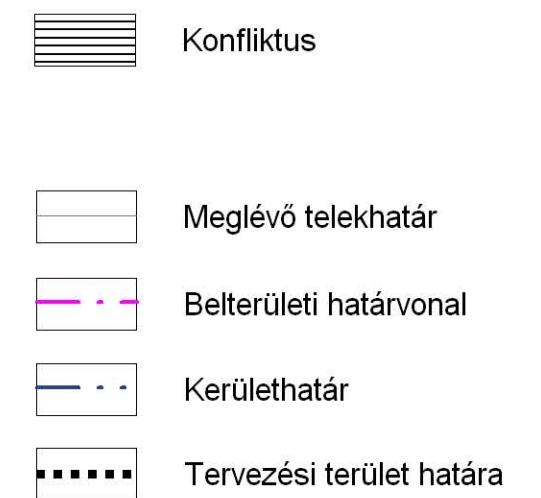 Konfliktus
Meglévő telekhatár
Belterületi határvonal
Kerülethatár
Tervezési terület határa